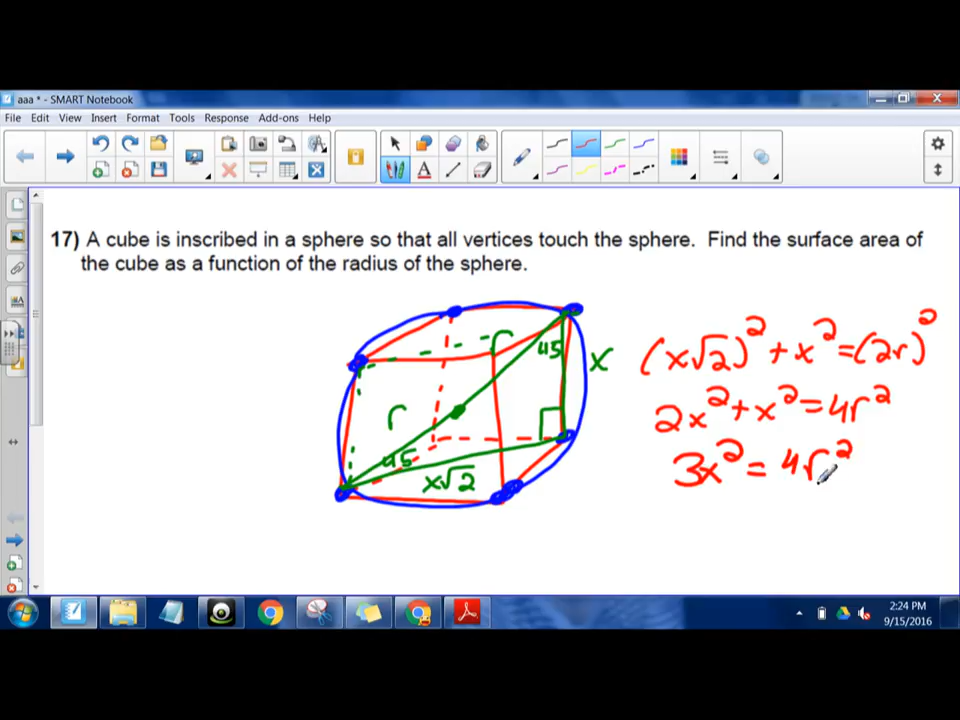 aaa * - SMART Notebook
File Edit View Insert Format Tools Response Add-ons Help
17) A cube is inscribed in a sphere so that all vertices touch the sphere. Find the surface area of
the cube as a function of the radius of the sphere.
r
45
x
(x√2)² + x² = (2r)²
r
2x² + x² = 4r²
45
x√2
3x² = 4r²
2:24 PM
9/15/2016